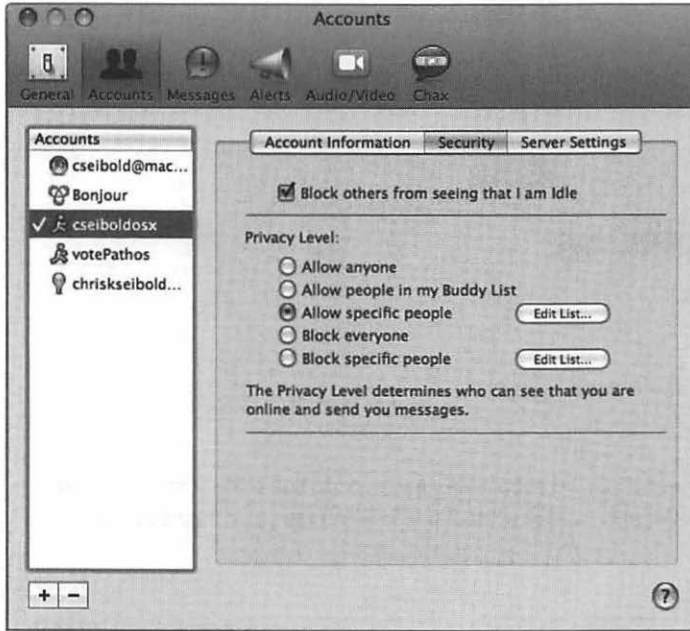 Accounts
General Accounts Messages Alerts Audio/Video Chax
Accounts
cseibold@mac...
Bonjour
cseiboldosx
votePathos
chriskseibold...
Account Information Security Server Settings
Block others from seeing that I am Idle
Privacy Level:
Allow anyone
Allow people in my Buddy List
Allow specific people Edit List...
Block everyone
Block specific people Edit List...
The Privacy Level determines who can see that you are
online and send you messages.
+ − ?